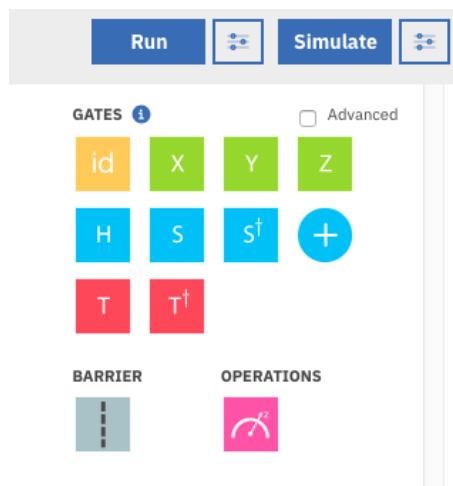 Run Simulate
GATES i Advanced
id X Y Z
H S S† +
T T†
BARRIER OPERATIONS
z